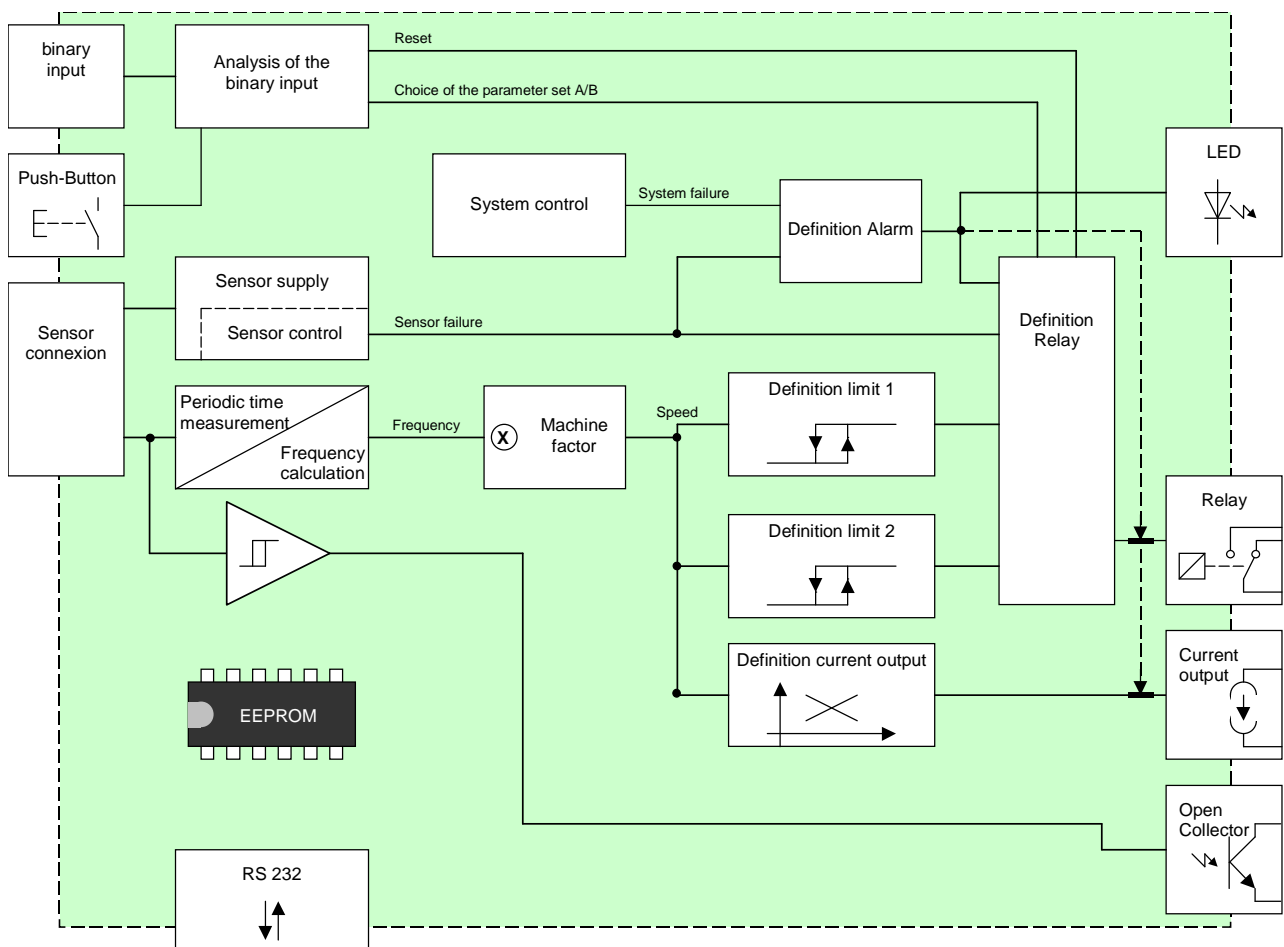 binary
input
Analysis of the
binary input
Reset
Choice of the parameter set A/B
Push-Button
System control
System failure
Definition Alarm
LED
Sensor supply
Sensor control
Sensor failure
Sensor
connexion
Definition
Relay
Periodic time
measurement
Frequency
calculation
Frequency
X
Machine
factor
Speed
Definition limit 1
Definition limit 2
Relay
Definition current output
Current
output
EEPROM
Open
Collector
RS 232